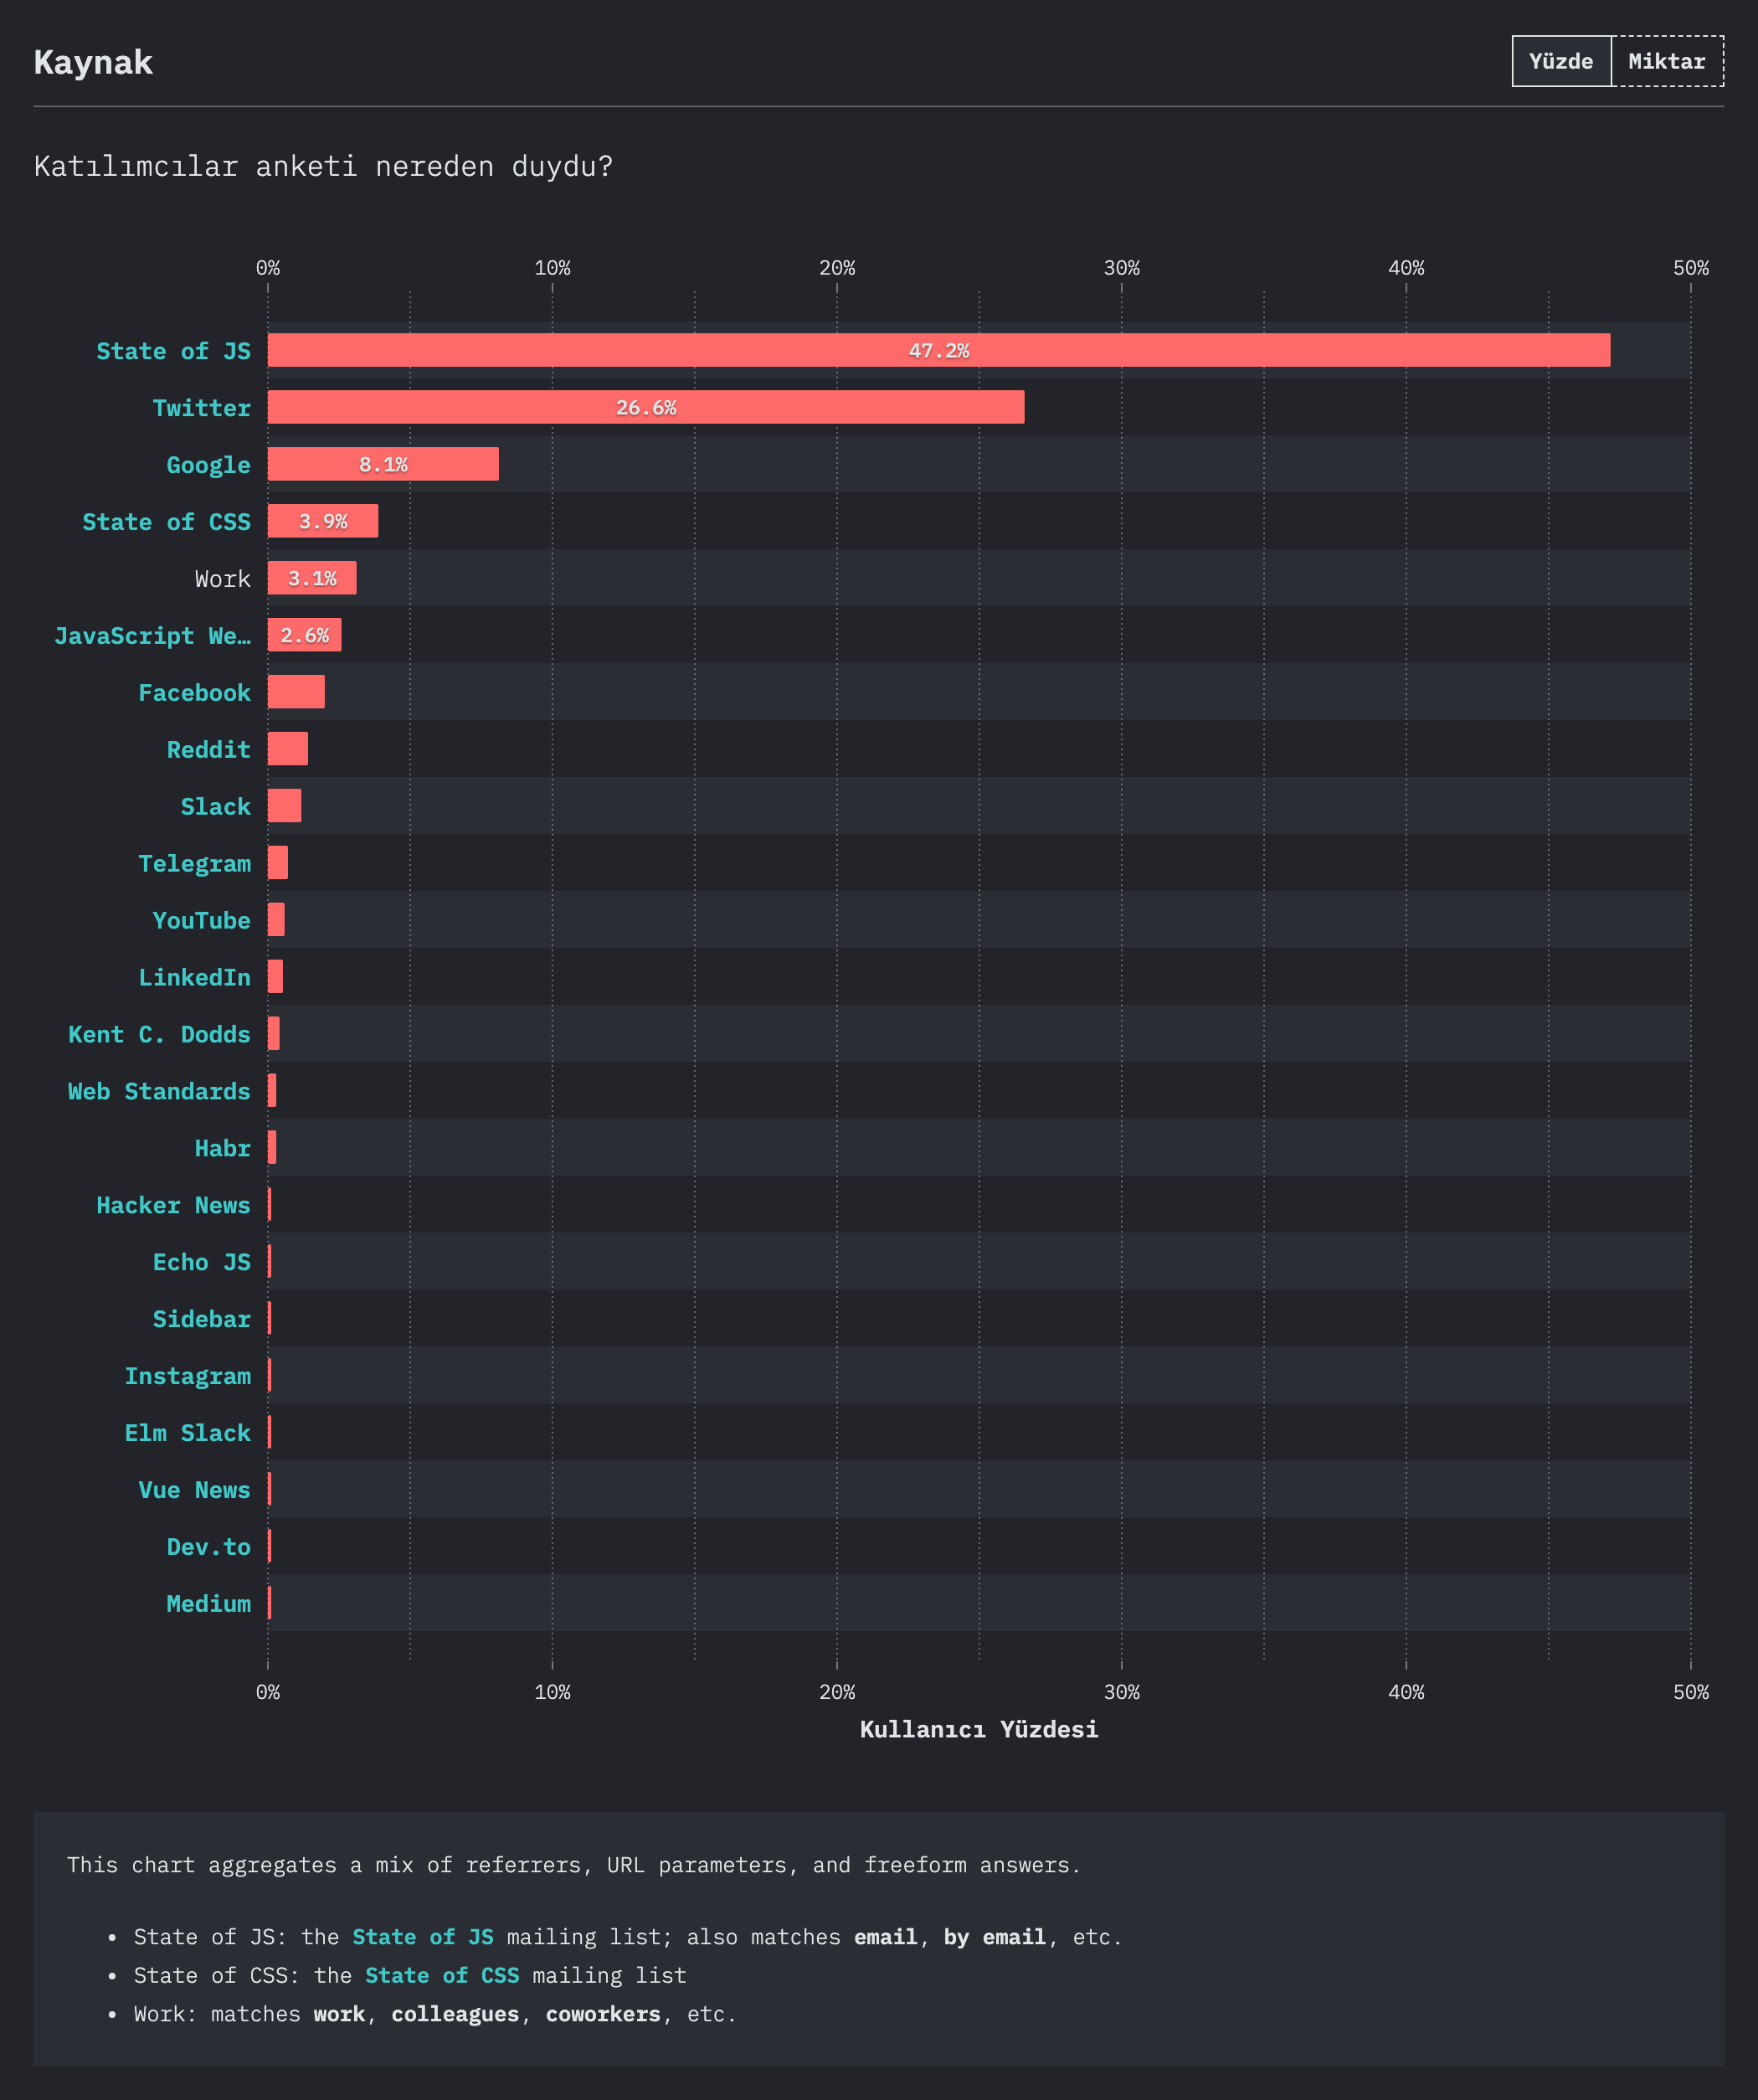 Kaynak
Yüzde Miktar
Katılımcılar anketi nereden duydu?
0% 10% 20% 30% 40% 50%
State of JS 47.2%
Twitter 26.6%
Google 8.1%
State of CSS 3.9%
Work 3.1%
JavaScript We… 2.6%
Facebook
Reddit
Slack
Telegram
YouTube
LinkedIn
Kent C. Dodds
Web Standards
Habr
Hacker News
Echo JS
Sidebar
Instagram
Elm Slack
Vue News
Dev.to
Medium
0% 10% 20% 30% 40% 50%
Kullanıcı Yüzdesi
This chart aggregates a mix of referrers, URL parameters, and freeform answers.
• State of JS: the State of JS mailing list; also matches email, by email, etc.
• State of CSS: the State of CSS mailing list
• Work: matches work, colleagues, coworkers, etc.